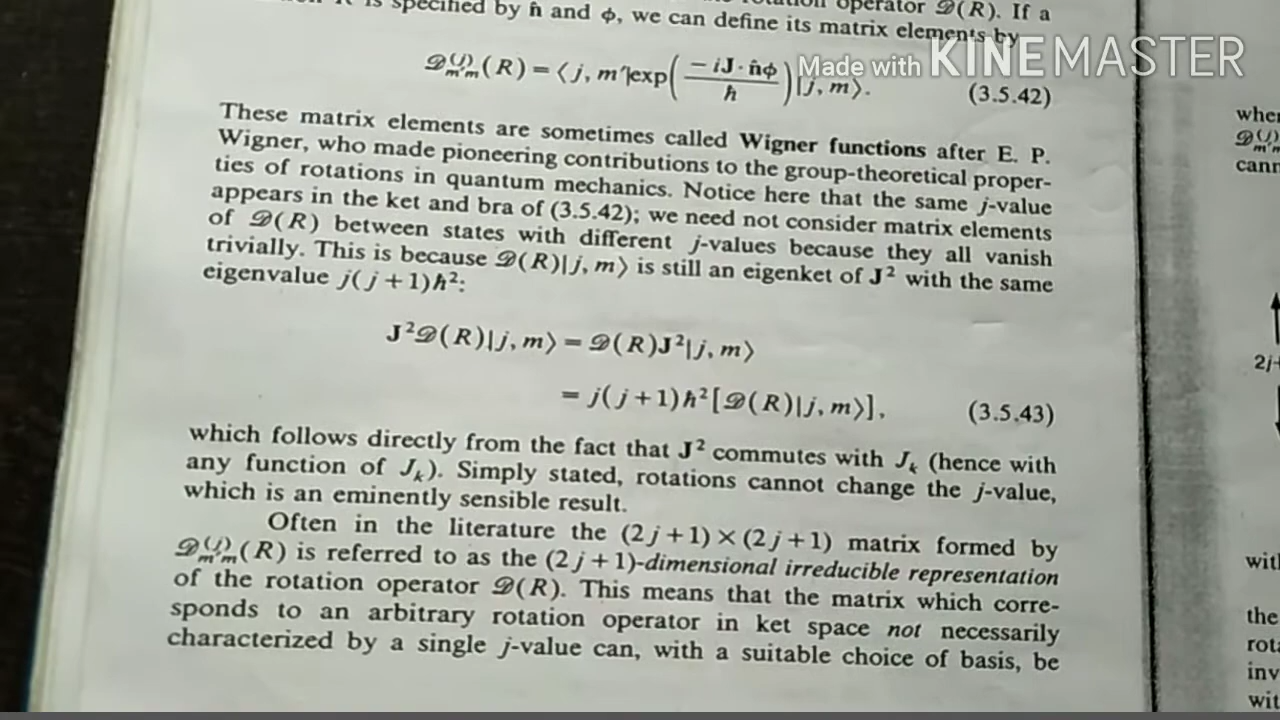 operator 𝒟(R). If a
is specified by n̂ and ϕ, we can define its matrix elements by
Made with KINEMASTER
𝒟⁽ʲ⁾ₘ′ₘ(R) = ⟨j, m′|exp(−iJ·n̂ϕ / ħ)|j, m⟩. (3.5.42)
These matrix elements are sometimes called Wigner functions after E. P.
Wigner, who made pioneering contributions to the group-theoretical proper-
ties of rotations in quantum mechanics. Notice here that the same j-value
appears in the ket and bra of (3.5.42); we need not consider matrix elements
of 𝒟(R) between states with different j-values because they all vanish
trivially. This is because 𝒟(R)|j, m⟩ is still an eigenket of J² with the same
eigenvalue j(j+1)ħ²:
J²𝒟(R)|j, m⟩ = 𝒟(R)J²|j, m⟩
= j(j+1)ħ²[𝒟(R)|j, m⟩], (3.5.43)
which follows directly from the fact that J² commutes with Jₖ (hence with
any function of Jₖ). Simply stated, rotations cannot change the j-value,
which is an eminently sensible result.
Often in the literature the (2j+1)×(2j+1) matrix formed by
𝒟⁽ʲ⁾ₘ′ₘ(R) is referred to as the (2j+1)-dimensional irreducible representation
of the rotation operator 𝒟(R). This means that the matrix which corre-
sponds to an arbitrary rotation operator in ket space not necessarily
characterized by a single j-value can, with a suitable choice of basis, be
the